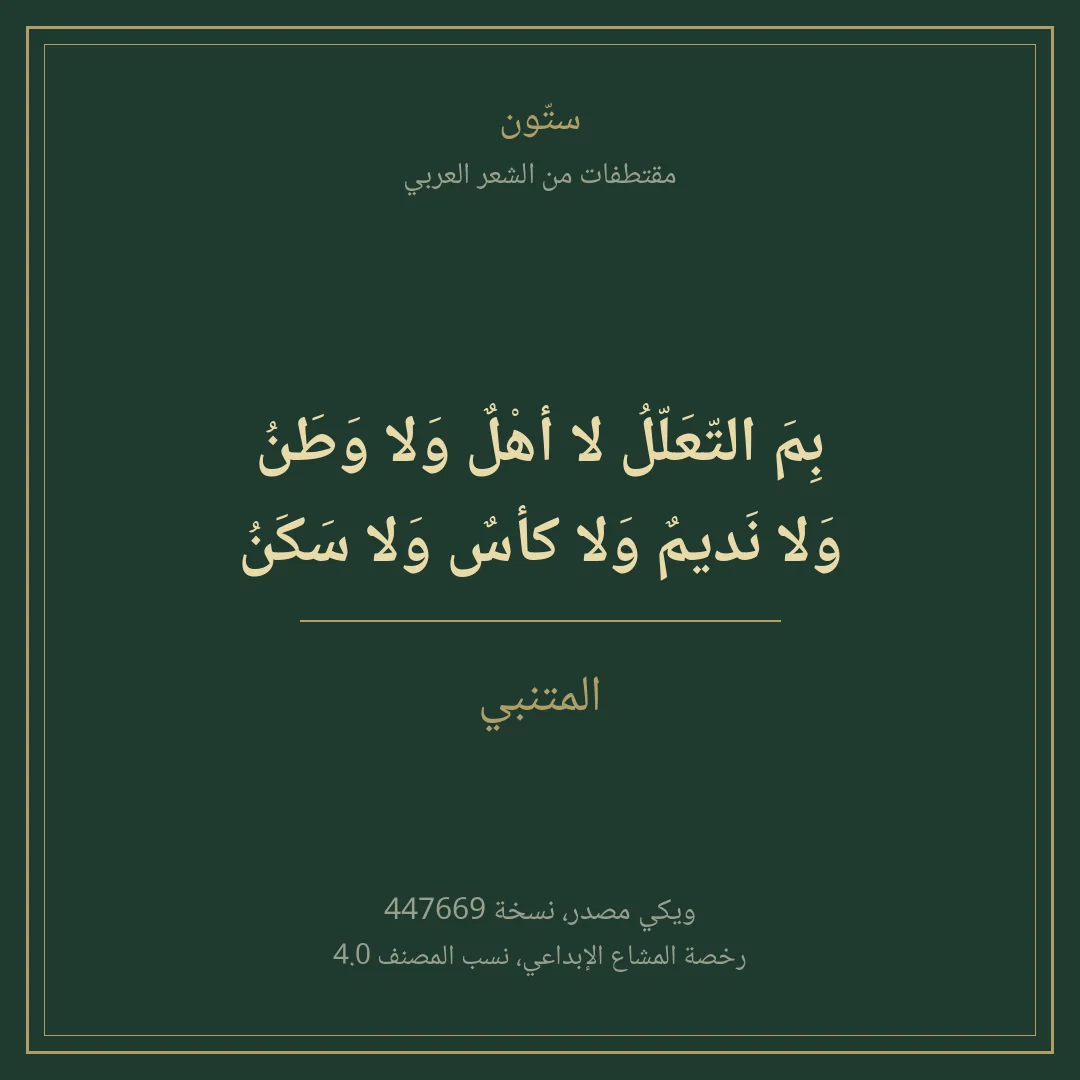 ستّون
مقتطفات من الشعر العربي
بِمَ التّعَلّلُ لا أهْلٌ وَلا وَطَنُ
وَلا نَديمٌ وَلا كأسٌ وَلا سَكَنُ
المتنبي
ويكي مصدر، نسخة 447669
رخصة المشاع الإبداعي، نسب المصنف 4.0